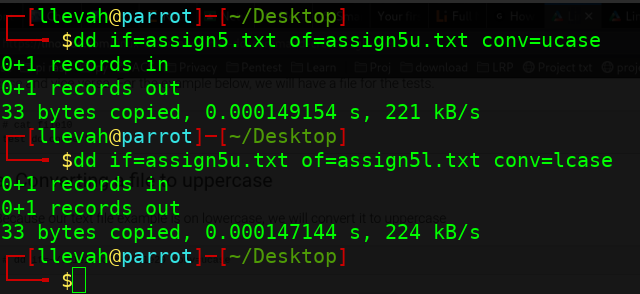 ┌─[llevah@parrot]─[~/Desktop]
└──╼ $dd if=assign5.txt of=assign5u.txt conv=ucase
0+1 records in
0+1 records out
33 bytes copied, 0.000149154 s, 221 kB/s
┌─[llevah@parrot]─[~/Desktop]
└──╼ $dd if=assign5u.txt of=assign5l.txt conv=lcase
0+1 records in
0+1 records out
33 bytes copied, 0.000147144 s, 224 kB/s
┌─[llevah@parrot]─[~/Desktop]
└──╼ $